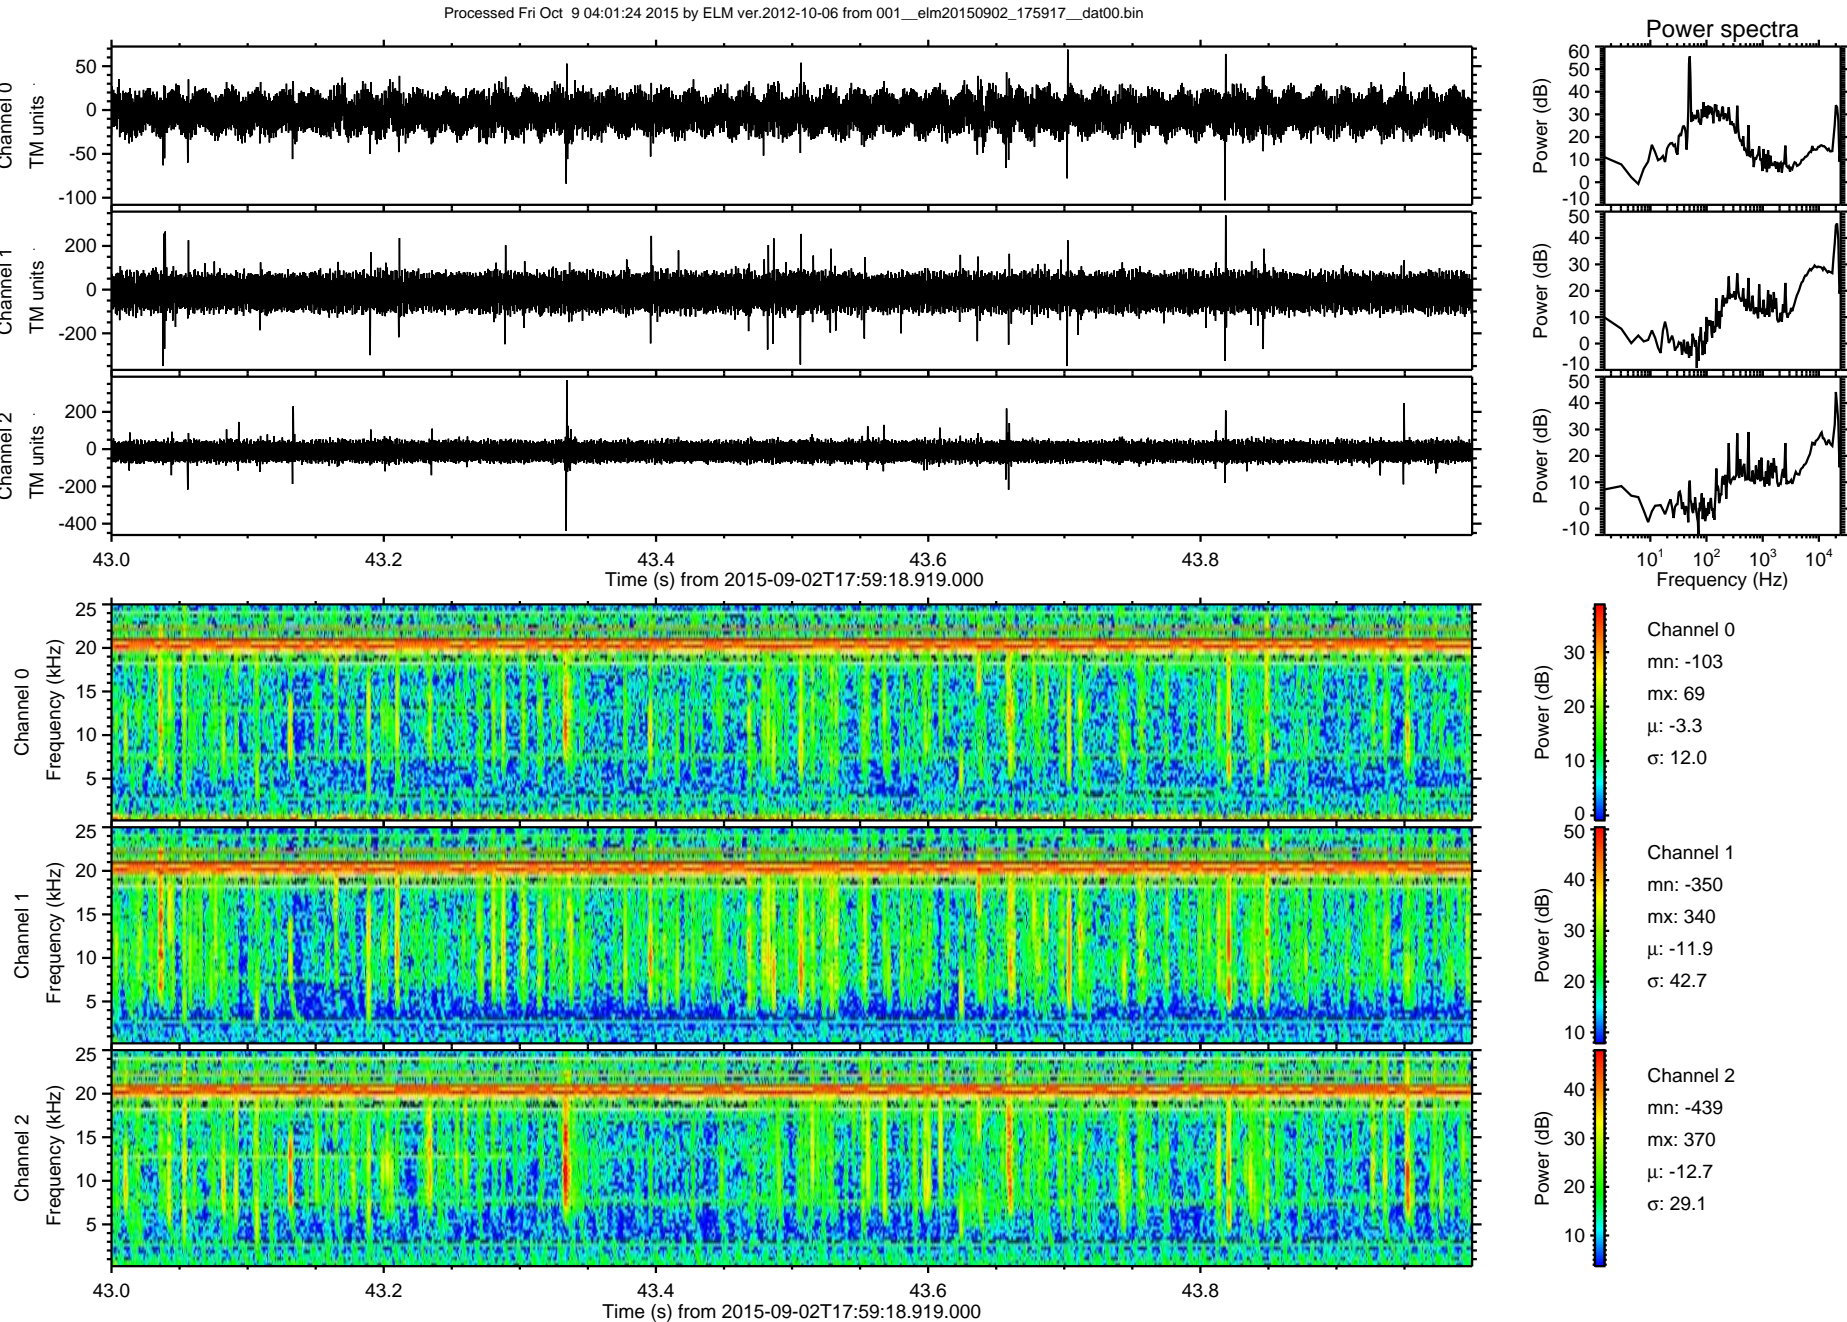 Processed Fri Oct 9 04:01:24 2015 by ELM ver.2012-10-06 from 001__elm20150902_175917__dat00.bin
Power spectra
Channel 0
TM units
50
0
-50
-100
Power (dB)
60
50
40
30
20
10
0
-10
Channel 1
TM units
200
0
-200
Power (dB)
50
40
30
20
10
0
-10
Channel 2
TM units
200
0
-200
-400
Power (dB)
50
40
30
20
10
0
-10
43.0 43.2 43.4 43.6 43.8
Time (s) from 2015-09-02T17:59:18.919.000
10^1 10^2 10^3 10^4
Frequency (Hz)
Channel 0
Frequency (kHz)
25
20
15
10
5
Power (dB)
30
20
10
0
Channel 0
mn: -103
mx: 69
μ: -3.3
σ: 12.0
Channel 1
Frequency (kHz)
25
20
15
10
5
Power (dB)
50
40
30
20
10
Channel 1
mn: -350
mx: 340
μ: -11.9
σ: 42.7
Channel 2
Frequency (kHz)
25
20
15
10
5
Power (dB)
40
30
20
10
Channel 2
mn: -439
mx: 370
μ: -12.7
σ: 29.1
43.0 43.2 43.4 43.6 43.8
Time (s) from 2015-09-02T17:59:18.919.000